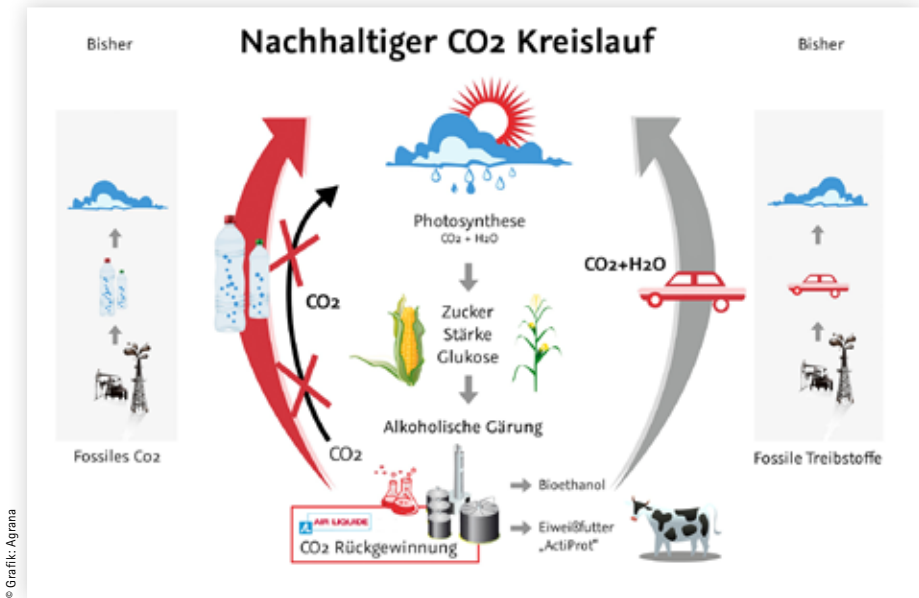 Bisher
Nachhaltiger CO2 Kreislauf
Bisher
Photosynthese
CO2 + H2O
CO2+H2O
CO2
Zucker
Stärke
Glukose
Alkoholische Gärung
CO2
Fossiles Co2
Fossile Treibstoffe
Bioethanol
AIR LIQUIDE
CO2 Rückgewinnung
Eiweißfutter
„ActiProt"
© Grafik: Agrana